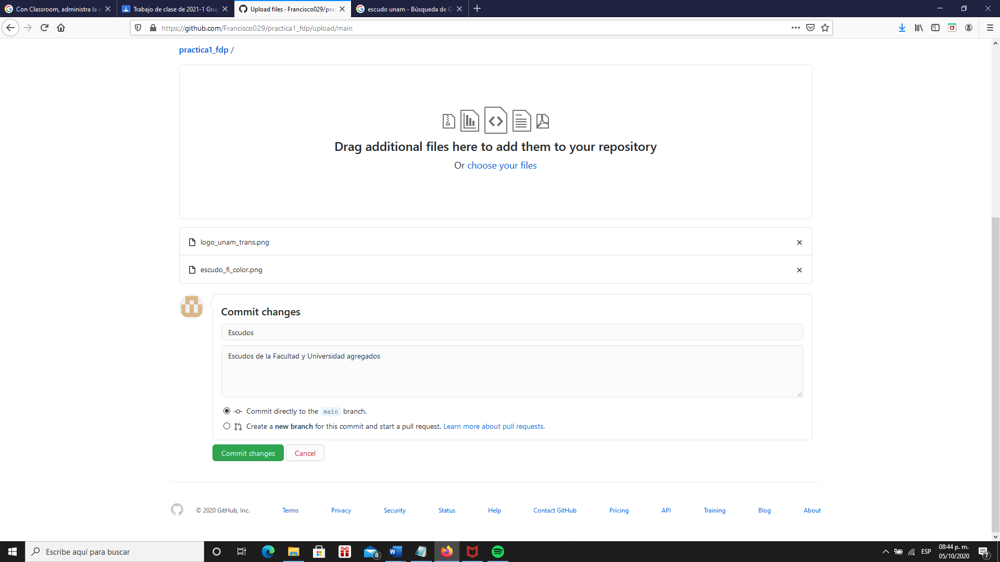 Con Classroom, administra la e
Trabajo de clase de 2021-1 Grup
Upload files · Francisco029/prac
escudo unam - Búsqueda de Go
https://github.com/Francisco029/practica1_fdp/upload/main
practica1_fdp /
Drag additional files here to add them to your repository
Or choose your files
logo_unam_trans.png
escudo_fi_color.png
Commit changes
Escudos
Escudos de la Facultad y Universidad agregados
Commit directly to the main branch.
Create a new branch for this commit and start a pull request. Learn more about pull requests.
Commit changes Cancel
© 2020 GitHub, Inc. Terms Privacy Security Status Help Contact GitHub Pricing API Training Blog About
Escribe aquí para buscar
8
ESP
08:44 p. m.
05/10/2020
7